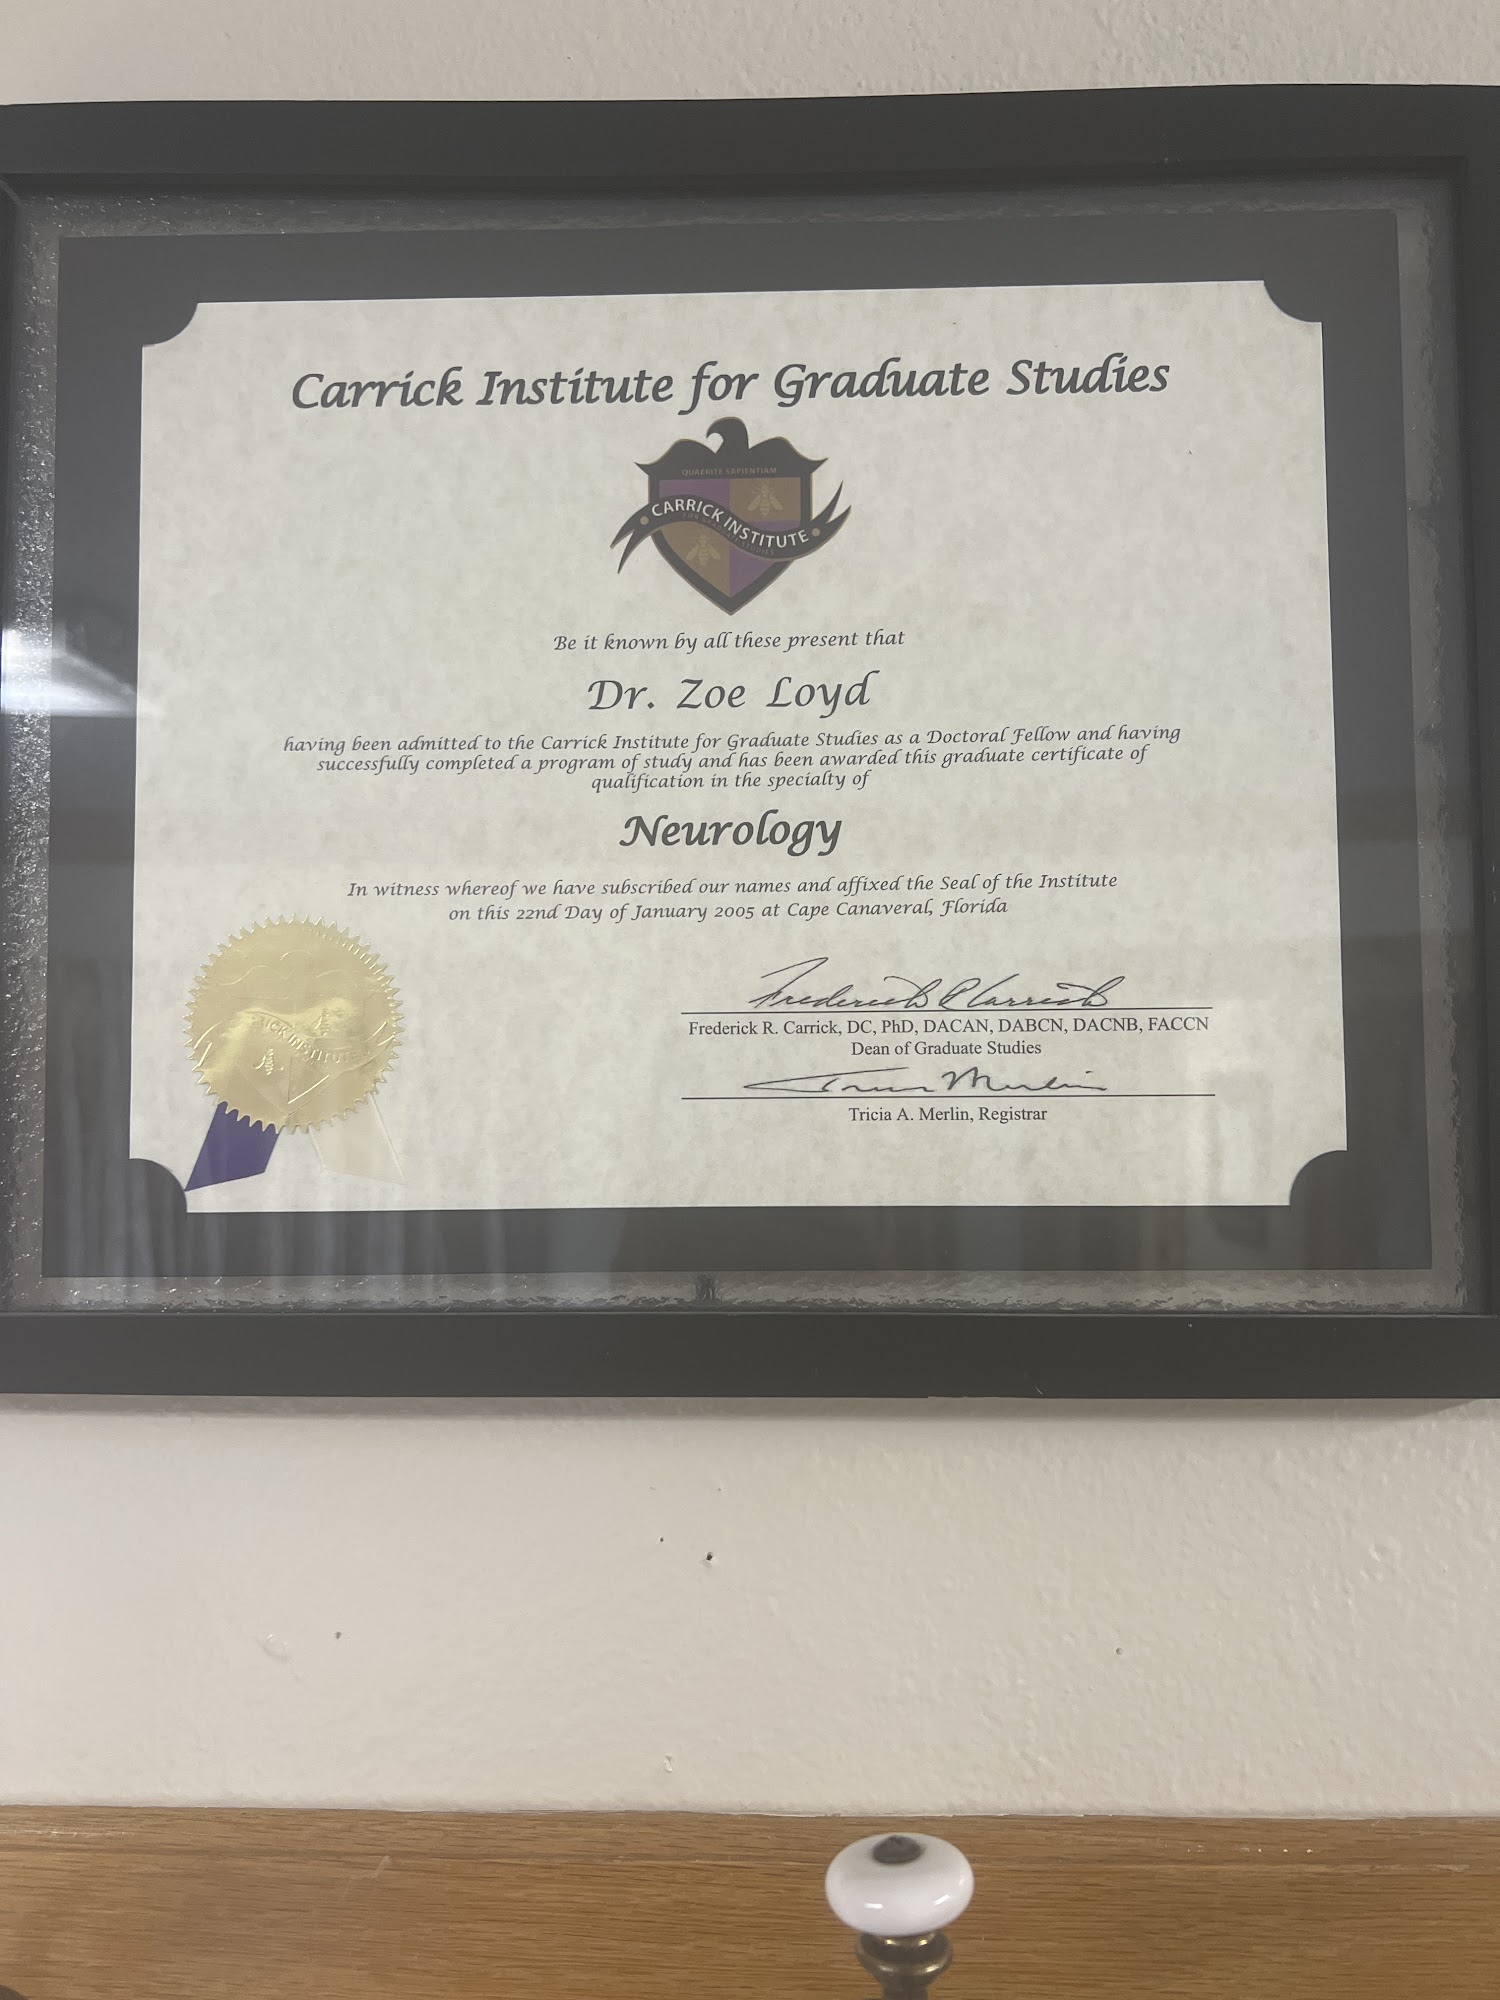 Carrick Institute for Graduate Studies
QUAERITE SAPIENTIAM
CARRICK INSTITUTE
FOR GRADUATE STUDIES
Be it known by all these present that
Dr. Zoe Loyd
having been admitted to the Carrick Institute for Graduate Studies as a Doctoral Fellow and having
successfully completed a program of study and has been awarded this graduate certificate of
qualification in the specialty of
Neurology
In witness whereof we have subscribed our names and affixed the Seal of the Institute
on this 22nd Day of January 2005 at Cape Canaveral, Florida
Frederick R Carrick
Frederick R. Carrick, DC, PhD, DACAN, DABCN, DACNB, FACCN
Dean of Graduate Studies
Tricia A. Merlin, Registrar